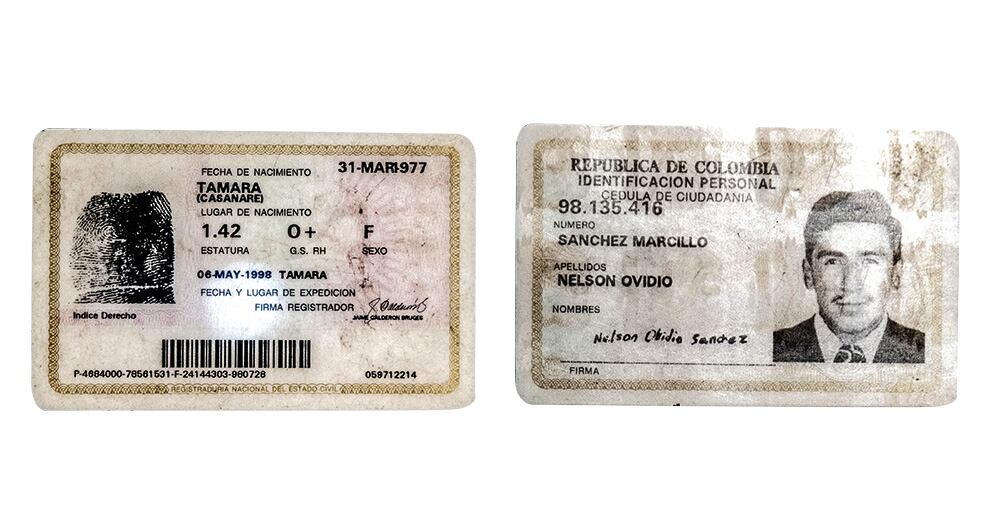 FECHA DE NACIMIENTO 31-MAR-1977
TAMARA
(CASANARE)
LUGAR DE NACIMIENTO
1.42 O+ F
ESTATURA G.S. RH SEXO
06-MAY-1998 TAMARA
FECHA Y LUGAR DE EXPEDICION
FIRMA REGISTRADOR
JAIME CALDERON BRUGES
Indice Derecho
P-4684000-76561531-F-24144303-980728 059712214
REGISTRADURIA NACIONAL DEL ESTADO CIVIL
REPUBLICA DE COLOMBIA
IDENTIFICACION PERSONAL
CEDULA DE CIUDADANIA
98.135.416
NUMERO
SANCHEZ MARCILLO
APELLIDOS
NELSON OVIDIO
NOMBRES
Nelson Obidio Sanchez
FIRMA